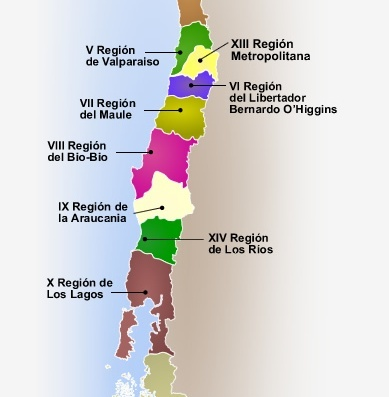 V Región
de Valparaiso
XIII Región
Metropolitana
VI Región
del Libertador
Bernardo O'Higgins
VII Región
del Maule
VIII Región
del Bio-Bio
IX Región de
la Araucania
XIV Región
de Los Rios
X Región de
Los Lagos